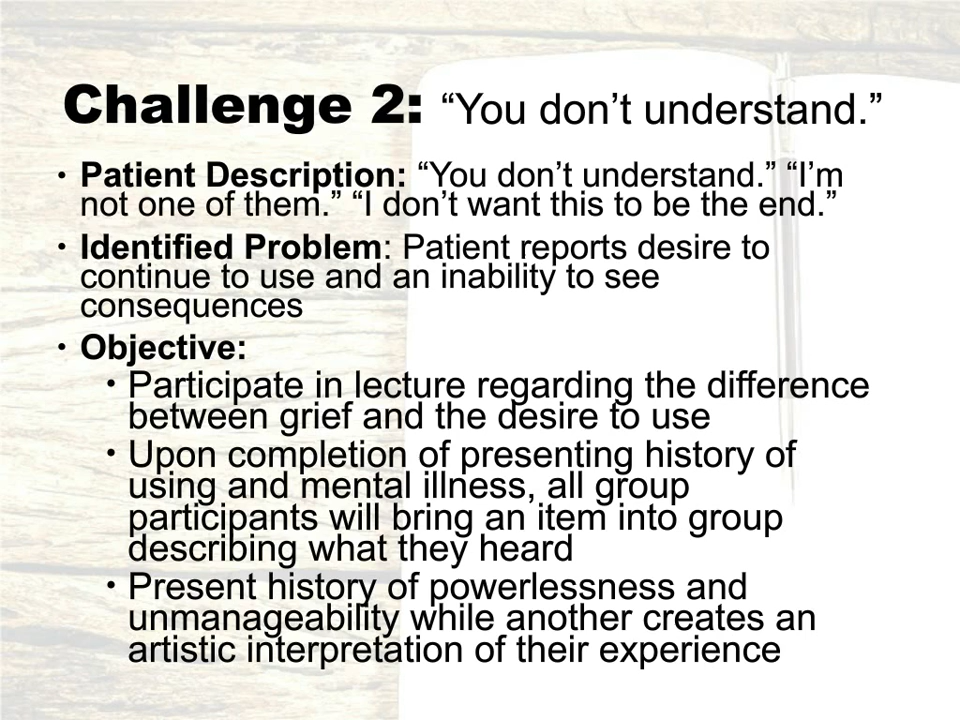 Challenge 2: “You don’t understand.”
• Patient Description: “You don’t understand.” “I’m
not one of them.” “I don’t want this to be the end.”
• Identified Problem: Patient reports desire to
continue to use and an inability to see
consequences
• Objective:
• Participate in lecture regarding the difference
between grief and the desire to use
• Upon completion of presenting history of
using and mental illness, all group
participants will bring an item into group
describing what they heard
• Present history of powerlessness and
unmanageability while another creates an
artistic interpretation of their experience